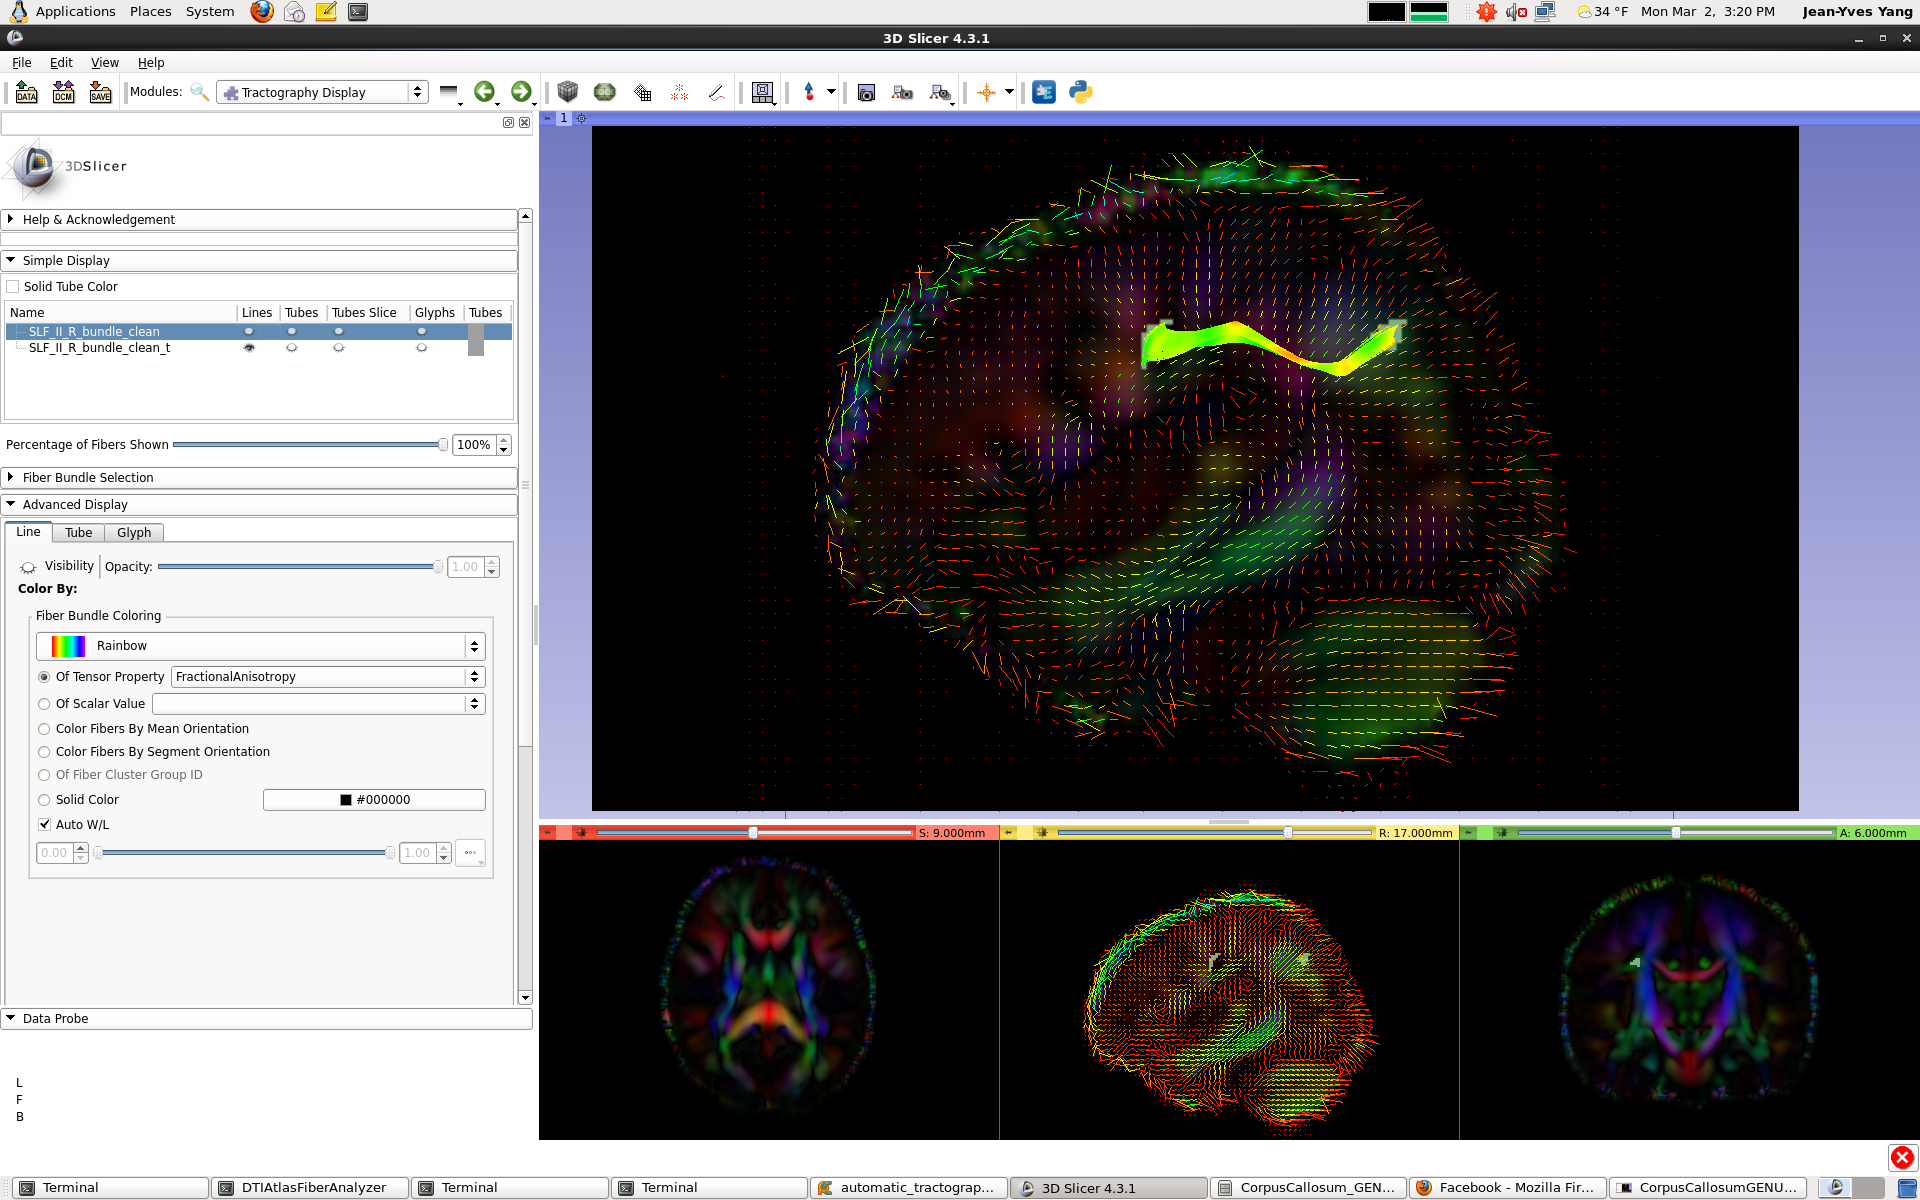 Applications Places System 34 °F Mon Mar 2, 3:20 PM Jean-Yves Yang
3D Slicer 4.3.1
File Edit View Help
DATA DCM SAVE Modules: Tractography Display
1
3DSlicer
Help & Acknowledgement
Simple Display
Solid Tube Color
Name Lines Tubes Tubes Slice Glyphs Tubes
SLF_II_R_bundle_clean
SLF_II_R_bundle_clean_t
Percentage of Fibers Shown 100%
Fiber Bundle Selection
Advanced Display
Line Tube Glyph
Visibility Opacity: 1.00
Color By:
Fiber Bundle Coloring
Rainbow
Of Tensor Property FractionalAnisotropy
Of Scalar Value
Color Fibers By Mean Orientation
Color Fibers By Segment Orientation
Of Fiber Cluster Group ID
Solid Color #000000
Auto W/L
0.00 1.00 ...
S: 9.000mm R: 17.000mm A: 6.000mm
Data Probe
L
F
B
Terminal DTIAtlasFiberAnalyzer Terminal Terminal automatic_tractograp... 3D Slicer 4.3.1 CorpusCallosum_GEN... Facebook - Mozilla Fir... CorpusCallosumGENU...